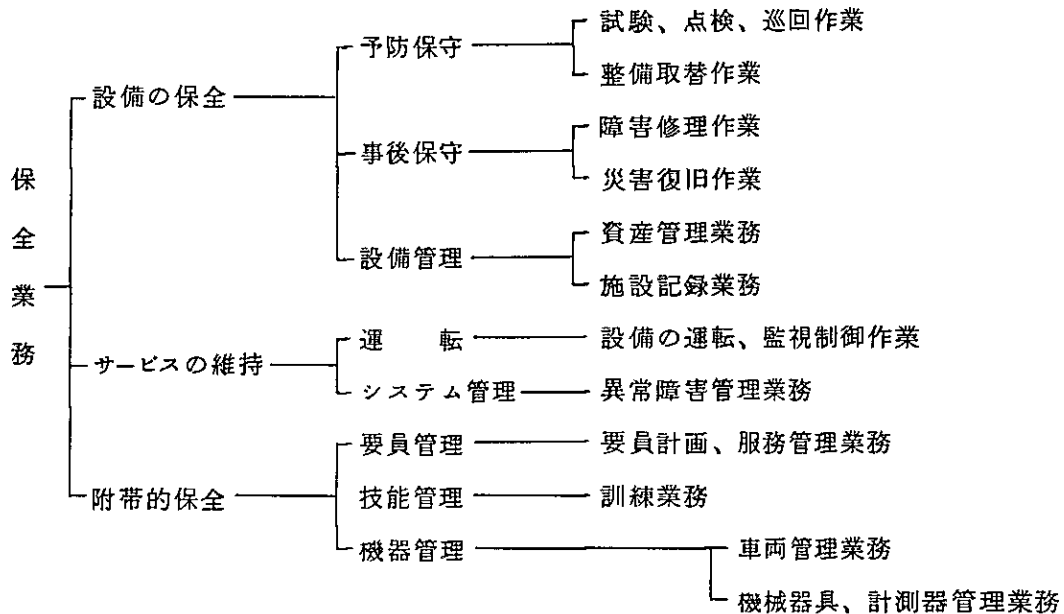 保全業務
設備の保全
予防保守
試験、点検、巡回作業
整備取替作業
事後保守
障害修理作業
災害復旧作業
設備管理
資産管理業務
施設記録業務
サービスの維持
運　転
設備の運転、監視制御作業
システム管理
異常障害管理業務
附帯的保全
要員管理
要員計画、服務管理業務
技能管理
訓練業務
機器管理
車両管理業務
機械器具、計測器管理業務